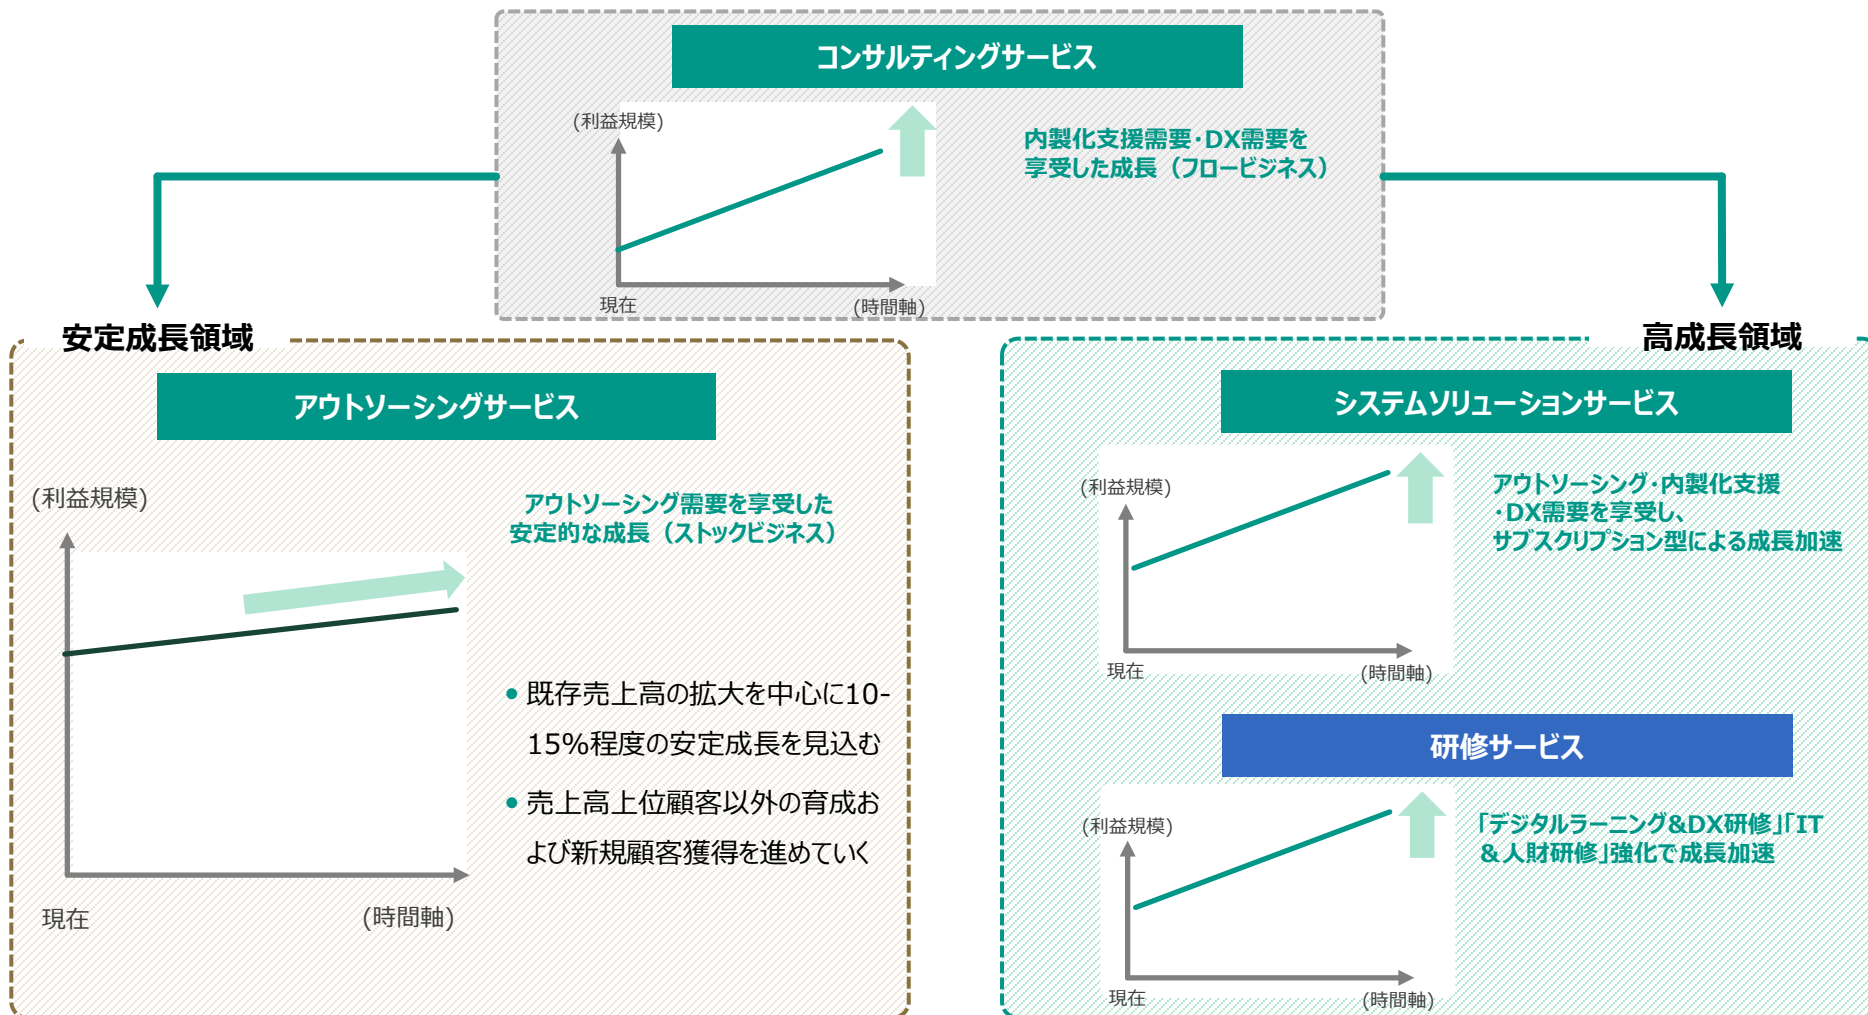 コンサルティングサービス
(利益規模)
内製化支援需要・DX需要を
享受した成長（フロービジネス）
現在
(時間軸)
安定成長領域
アウトソーシングサービス
(利益規模)
アウトソーシング需要を享受した
安定的な成長（ストックビジネス）
• 既存売上高の拡大を中心に10-
15%程度の安定成長を見込む
• 売上高上位顧客以外の育成お
よび新規顧客獲得を進めていく
現在
(時間軸)
高成長領域
システムソリューションサービス
(利益規模)
アウトソーシング・内製化支援
・DX需要を享受し、
サブスクリプション型による成長加速
現在
(時間軸)
研修サービス
(利益規模)
「デジタルラーニング&DX研修」「IT
&人財研修」強化で成長加速
現在
(時間軸)